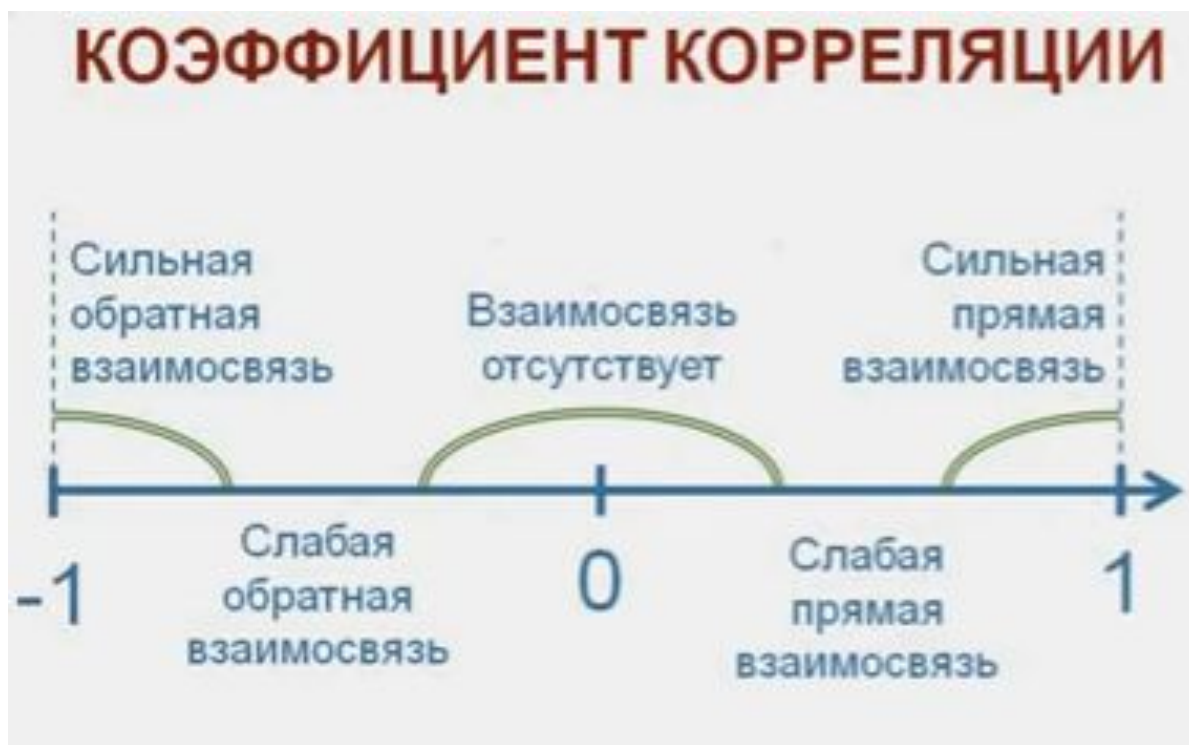 КОЭФФИЦИЕНТ КОРРЕЛЯЦИИ
Сильная
обратная
взаимосвязь
Взаимосвязь
отсутствует
Сильная
прямая
взаимосвязь
-1
Слабая
обратная
взаимосвязь
0
Слабая
прямая
взаимосвязь
1